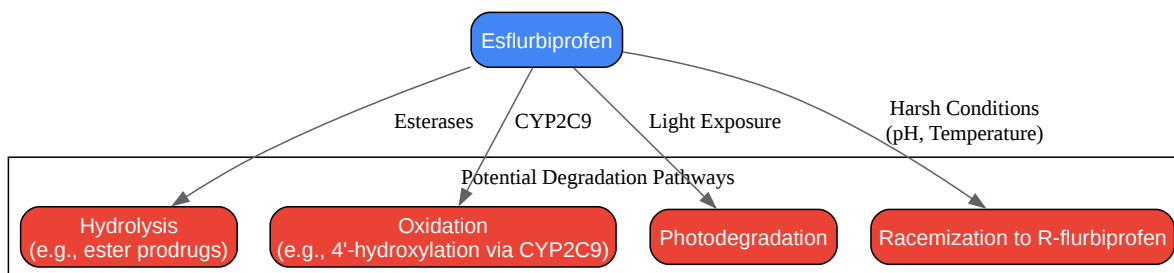 Esflurbiprofen
Esterases
CYP2C9
Light Exposure
Harsh Conditions
(pH, Temperature)
Potential Degradation Pathways
Hydrolysis
(e.g., ester prodrugs)
Oxidation
(e.g., 4'-hydroxylation via CYP2C9)
Photodegradation
Racemization to R-flurbiprofen